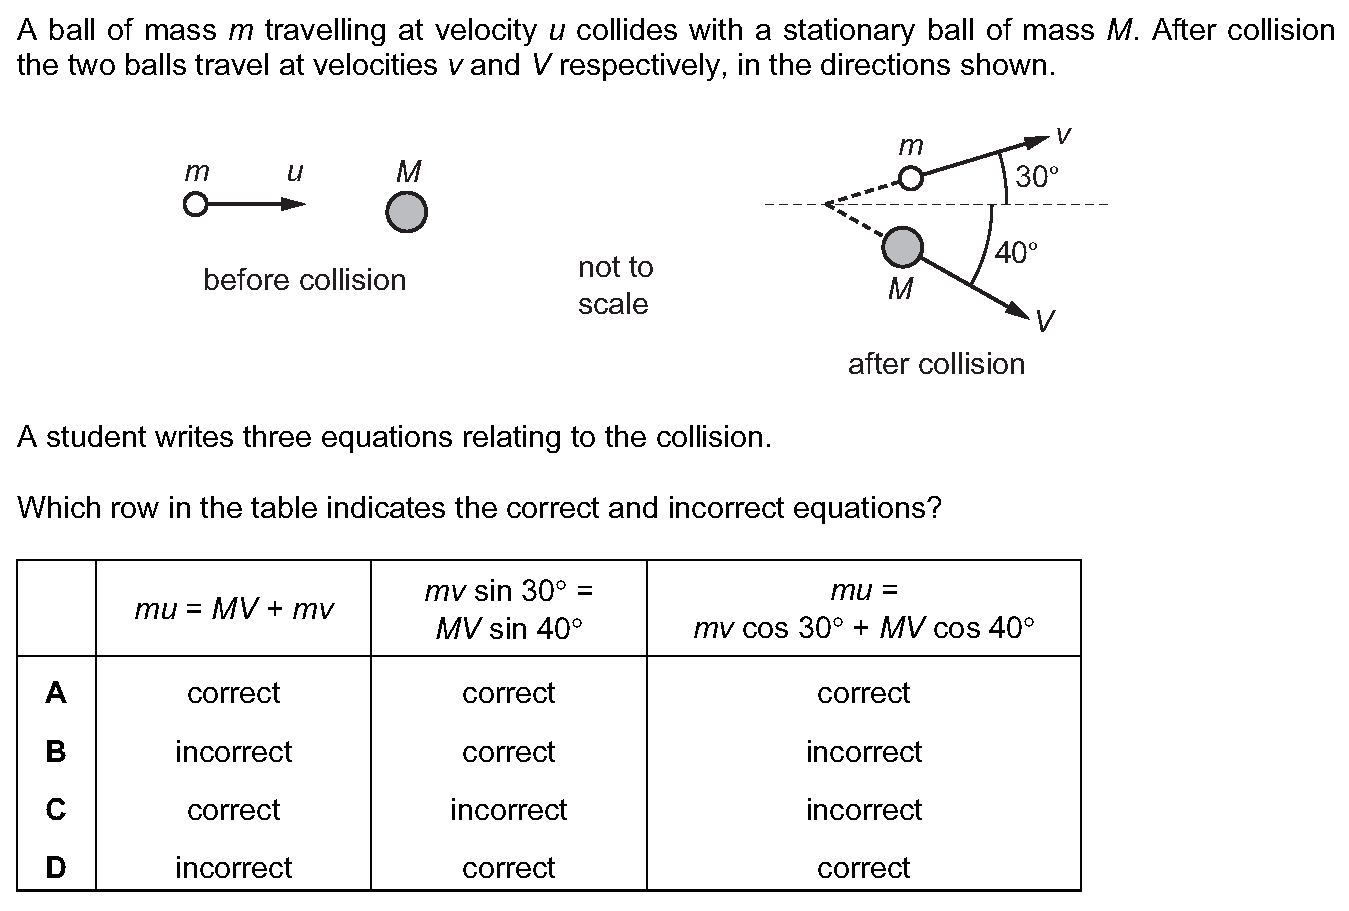 A ball of mass m travelling at velocity u collides with a stationary ball of mass M. After collision
the two balls travel at velocities v and V respectively, in the directions shown.
m u M
before collision
not to
scale
m v
30°
40°
M
V
after collision
A student writes three equations relating to the collision.
Which row in the table indicates the correct and incorrect equations?
mu = MV + mv
mv sin 30° =
MV sin 40°
mu =
mv cos 30° + MV cos 40°
A correct correct correct
B incorrect correct incorrect
C correct incorrect incorrect
D incorrect correct correct